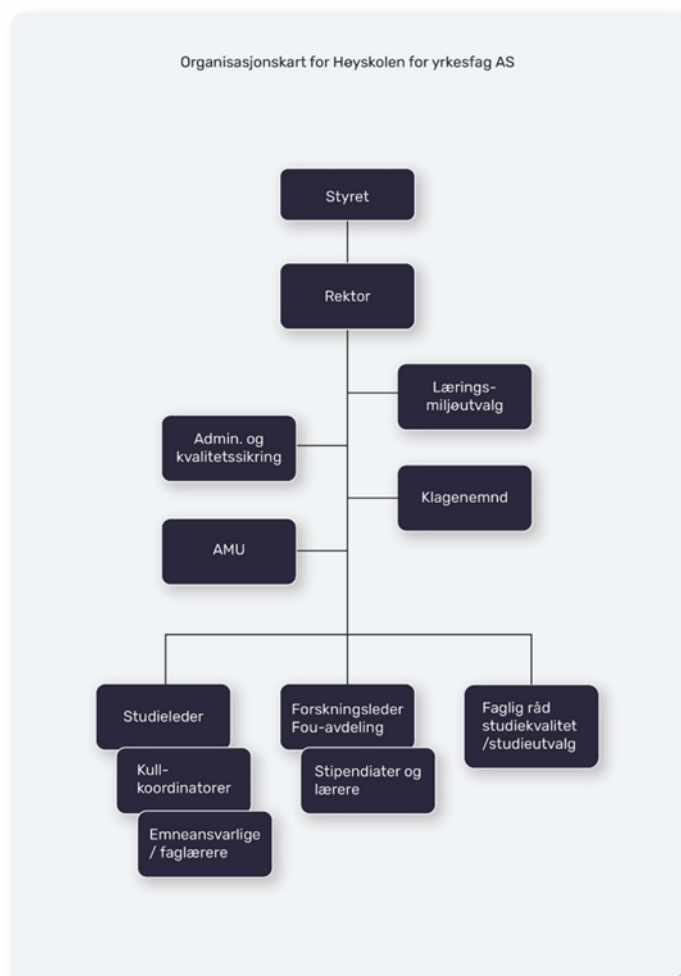 Organisasjonskart for Høyskolen for yrkesfag AS
Styret
Rektor
Lærings-
miljøutvalg
Admin. og
kvalitetssikring
Klagenemnd
AMU
Studieleder
Kull-
koordinatorer
Emneansvarlige
/ faglærere
Forskningsleder
Fou-avdeling
Stipendiater og
lærere
Faglig råd
studiekvalitet
/studieutvalg